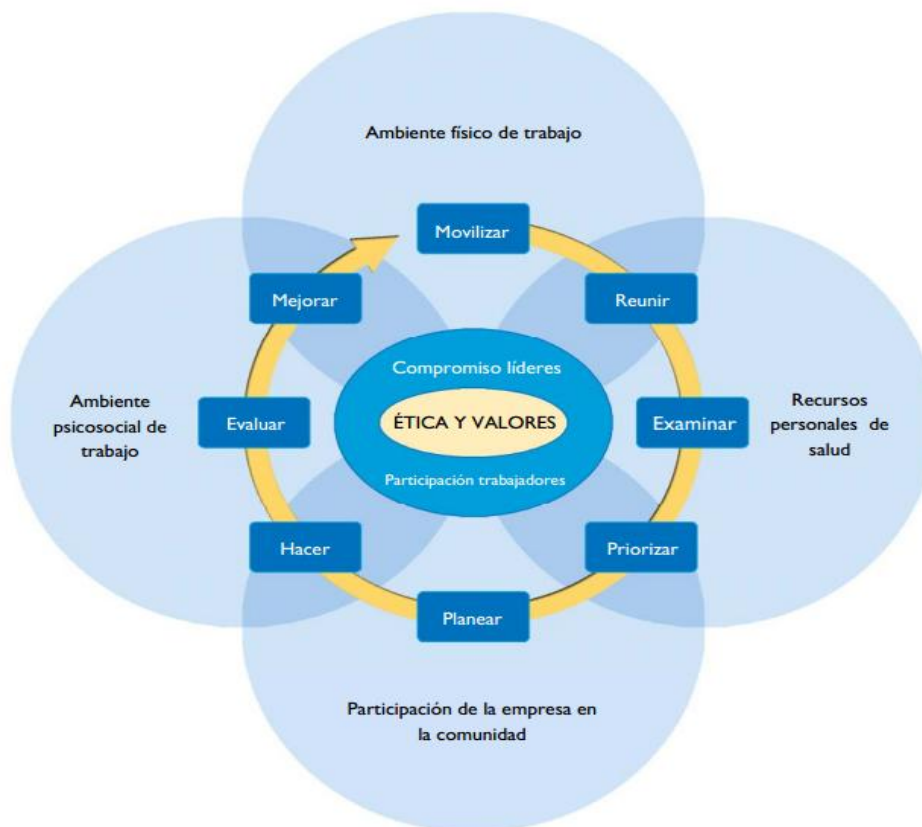 Ambiente físico de trabajo
Movilizar
Mejorar
Reunir
Compromiso líderes
Ambiente
psicosocial de
trabajo
Evaluar
ÉTICA Y VALORES
Examinar
Recursos
personales de
salud
Participación trabajadores
Hacer
Priorizar
Planear
Participación de la empresa en
la comunidad